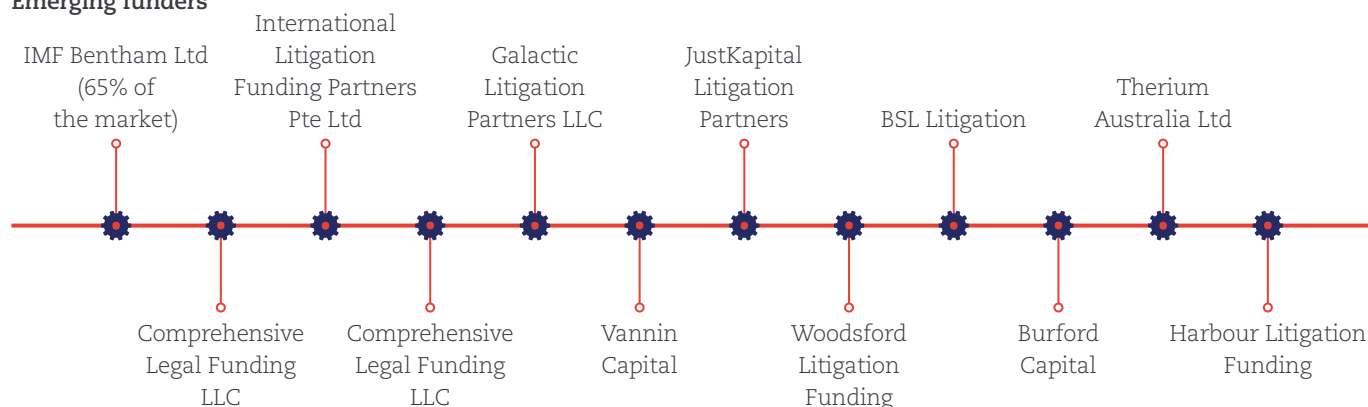 Emerging funders
IMF Bentham Ltd
(65% of
the market)
International
Litigation
Funding Partners
Pte Ltd
Galactic
Litigation
Partners LLC
JustKapital
Litigation
Partners
BSL Litigation
Therium
Australia Ltd
Comprehensive
Legal Funding
LLC
Comprehensive
Legal Funding
LLC
Vannin
Capital
Woodsford
Litigation
Funding
Burford
Capital
Harbour Litigation
Funding